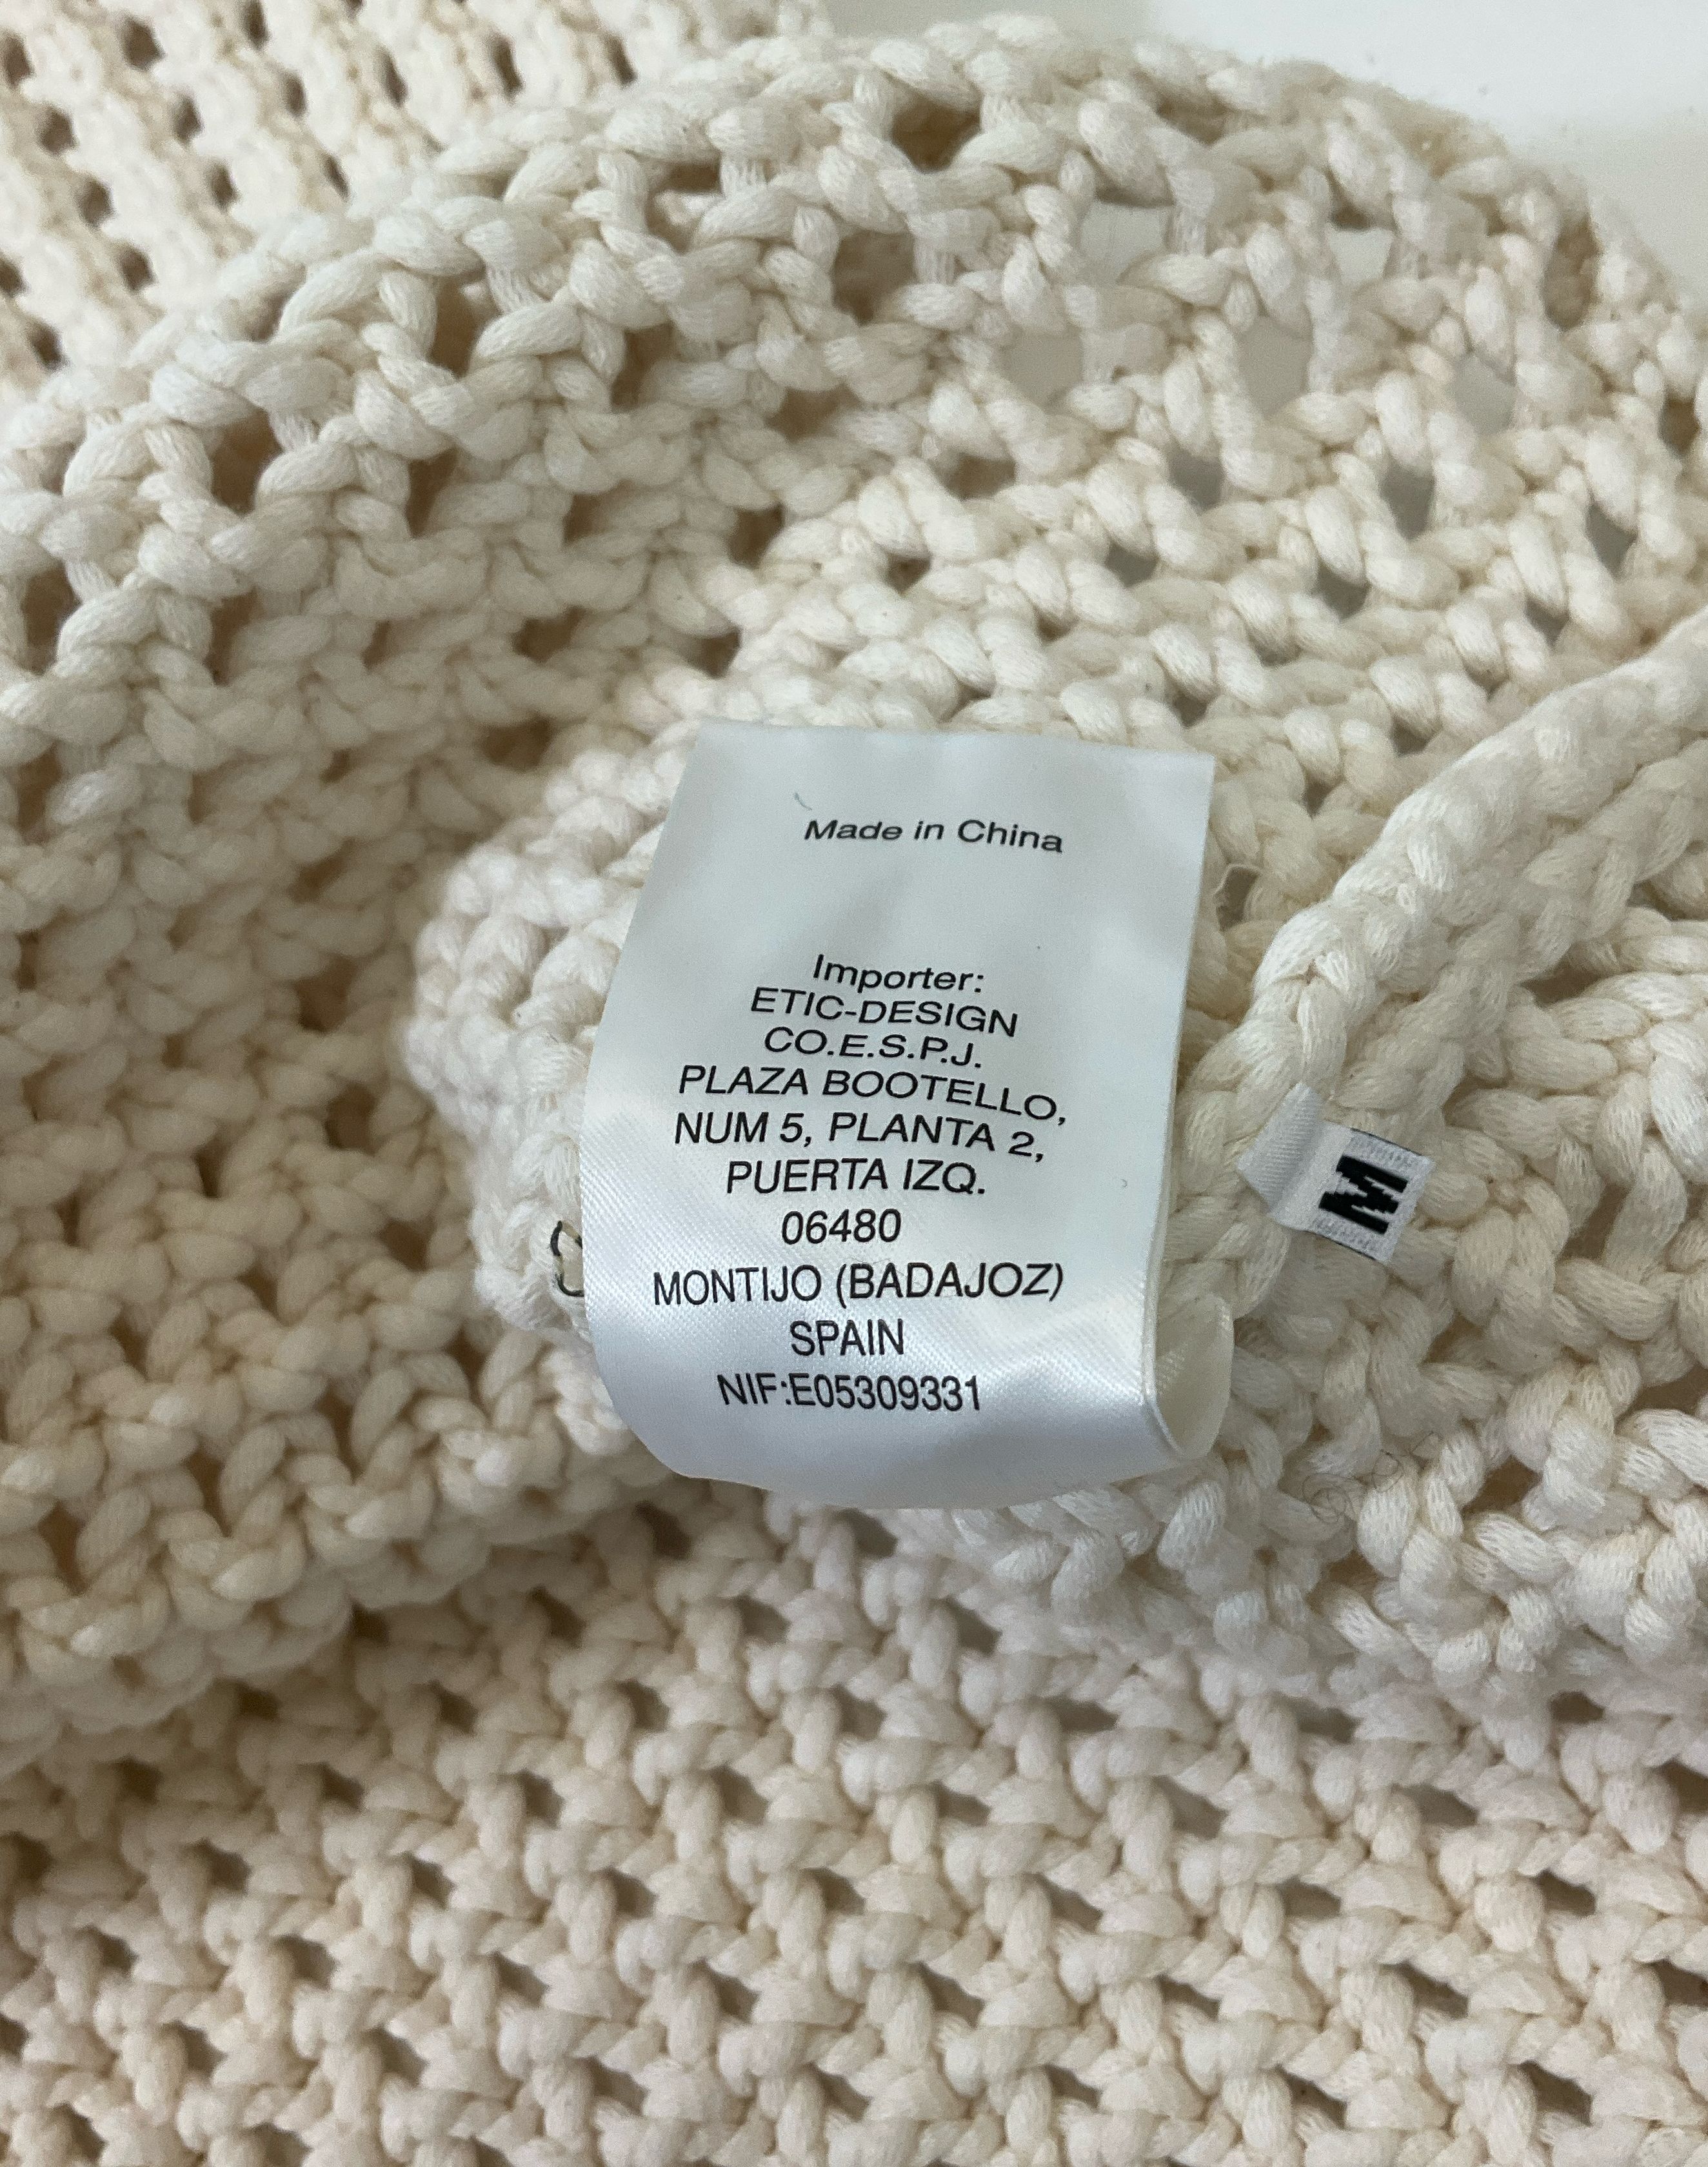 Made in China
Importer:
ETIC-DESIGN
CO.E.S.P.J.
PLAZA BOOTELLO,
NUM 5, PLANTA 2,
PUERTA IZQ.
06480
MONTIJO (BADAJOZ)
SPAIN
NIF:E05309331
M